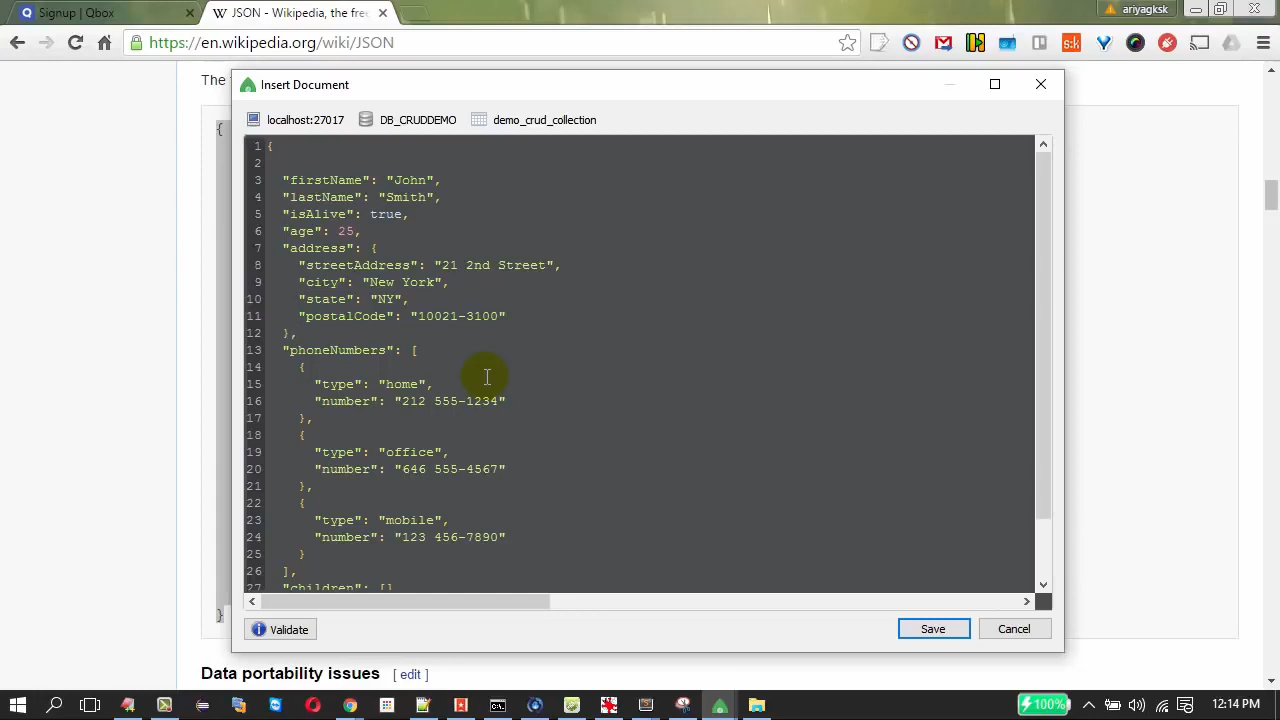 Signup | Qbox
JSON - Wikipedia, the free
ariyagksk
https://en.wikipedia.org/wiki/JSON
s:k
The
{
Insert Document
localhost:27017 DB_CRUDDEMO demo_crud_collection
1 {
2
3 "firstName": "John",
4 "lastName": "Smith",
5 "isAlive": true,
6 "age": 25,
7 "address": {
8 "streetAddress": "21 2nd Street",
9 "city": "New York",
10 "state": "NY",
11 "postalCode": "10021-3100"
12 },
13 "phoneNumbers": [
14 {
15 "type": "home",
16 "number": "212 555-1234"
17 },
18 {
19 "type": "office",
20 "number": "646 555-4567"
21 },
22 {
23 "type": "mobile",
24 "number": "123 456-7890"
25 }
26 ],
27 "children": []
}
Validate Save Cancel
Data portability issues [ edit ]
100% 12:14 PM